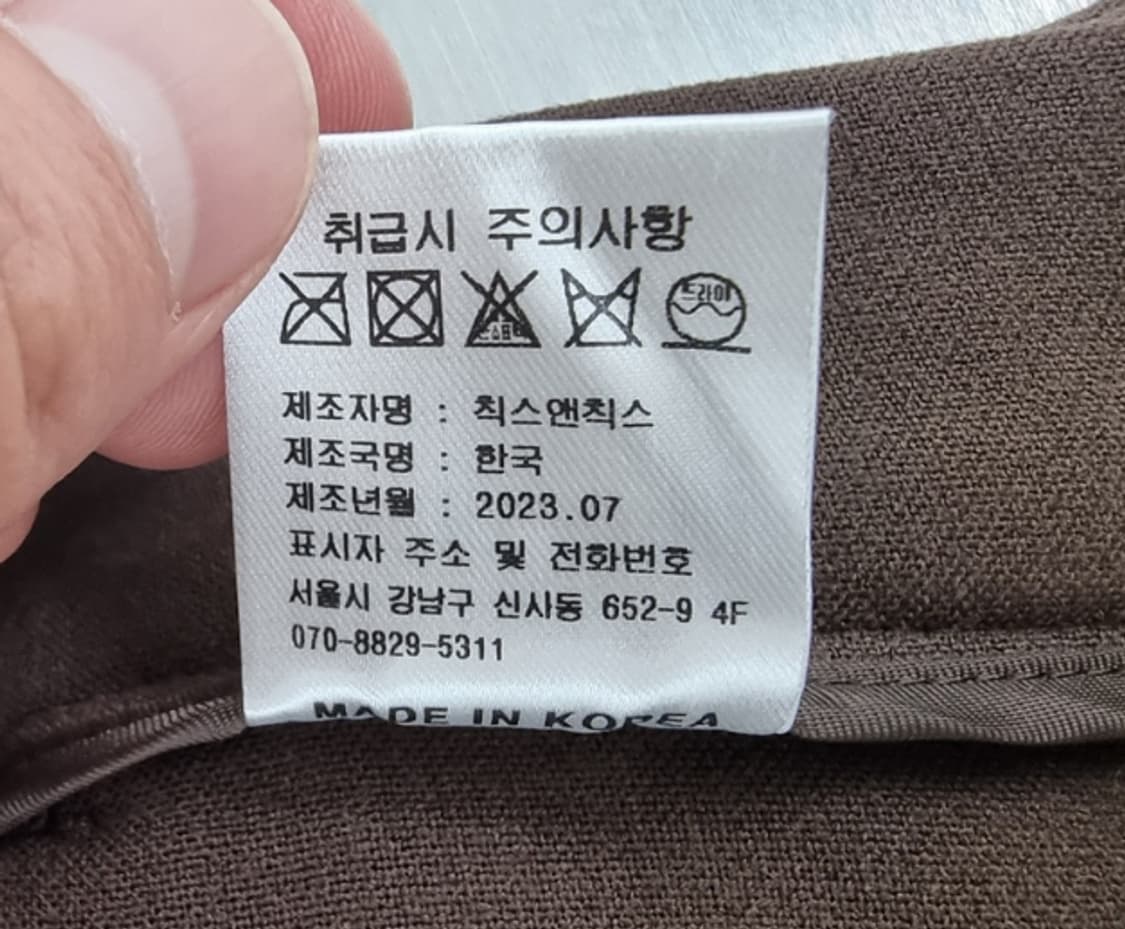 취급시 주의사항
드라이
제조자명 : 칙스앤칙스
제조국명 : 한국
제조년월 : 2023.07
표시자 주소 및 전화번호
서울시 강남구 신사동 652-9 4F
070-8829-5311
MADE IN KOREA